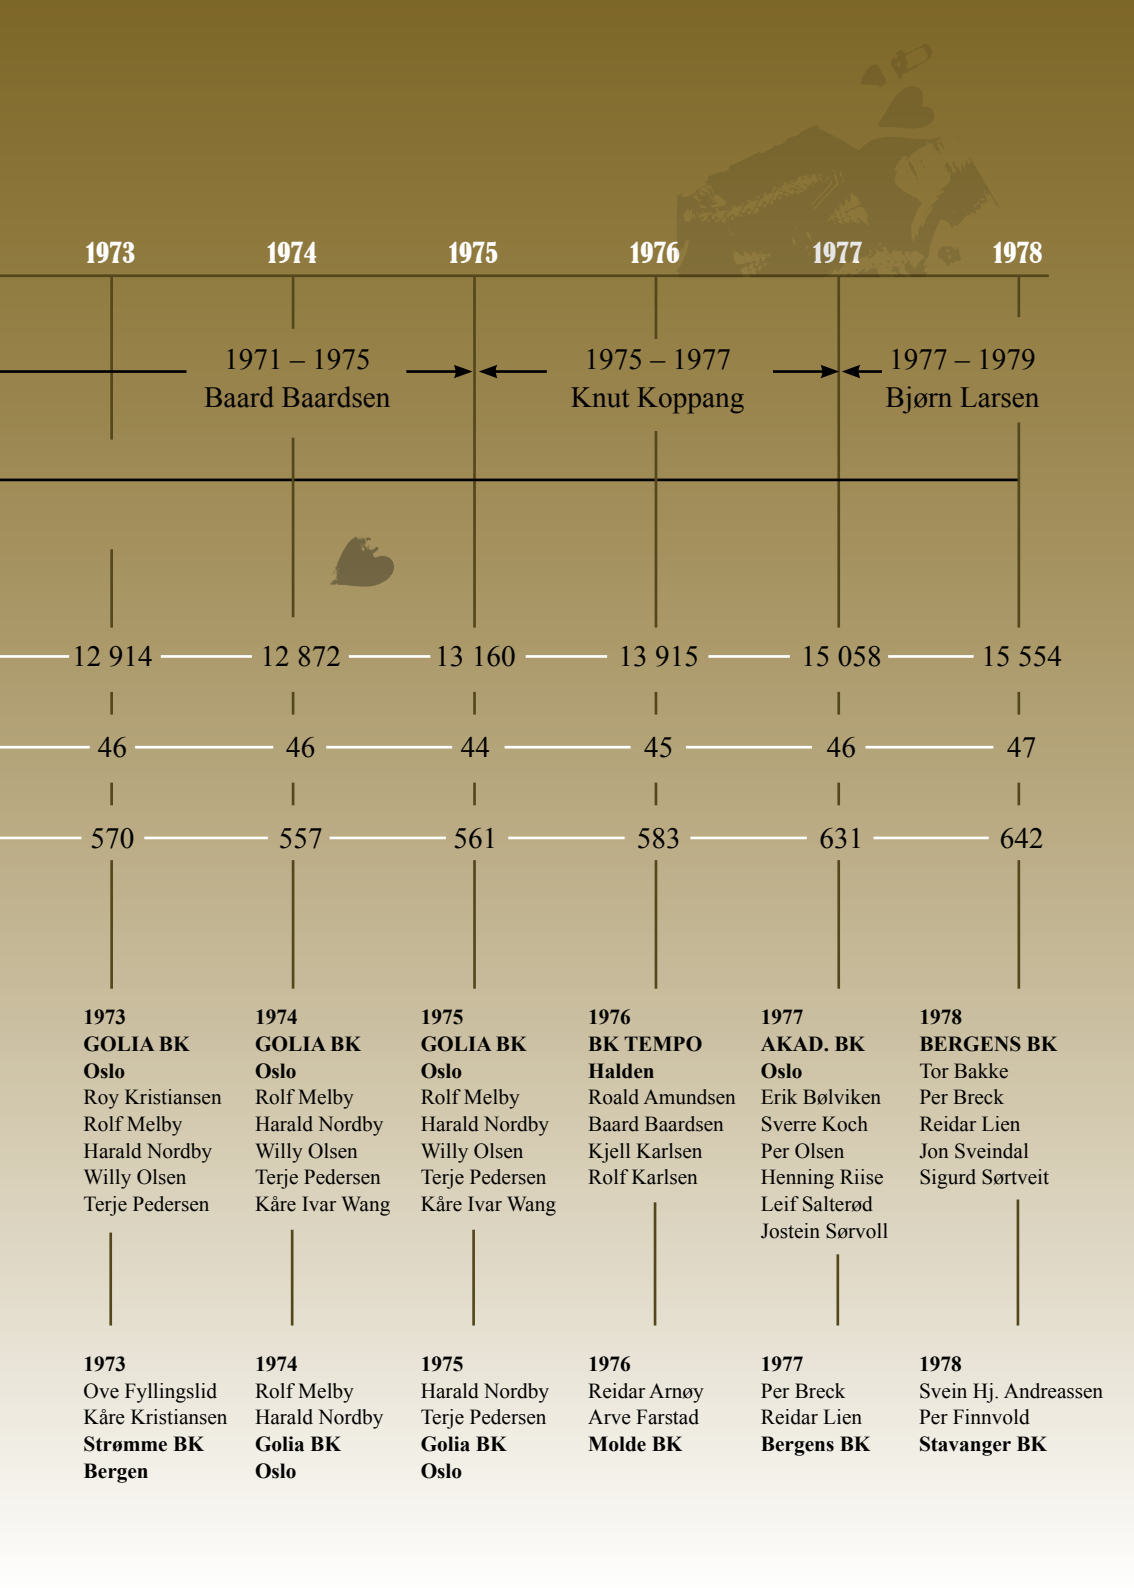 1973 1974 1975 1976 1977 1978
1971 – 1975
Baard Baardsen
1975 – 1977
Knut Koppang
1977 – 1979
Bjørn Larsen
12 914 12 872 13 160 13 915 15 058 15 554
46 46 44 45 46 47
570 557 561 583 631 642
1973
GOLIA BK
Oslo
Roy Kristiansen
Rolf Melby
Harald Nordby
Willy Olsen
Terje Pedersen
1974
GOLIA BK
Oslo
Rolf Melby
Harald Nordby
Willy Olsen
Terje Pedersen
Kåre Ivar Wang
1975
GOLIA BK
Oslo
Rolf Melby
Harald Nordby
Willy Olsen
Terje Pedersen
Kåre Ivar Wang
1976
BK TEMPO
Halden
Roald Amundsen
Baard Baardsen
Kjell Karlsen
Rolf Karlsen
1977
AKAD. BK
Oslo
Erik Bølviken
Sverre Koch
Per Olsen
Henning Riise
Leif Salterød
Jostein Sørvoll
1978
BERGENS BK
Tor Bakke
Per Breck
Reidar Lien
Jon Sveindal
Sigurd Sørtveit
1973
Ove Fyllingslid
Kåre Kristiansen
Strømme BK
Bergen
1974
Rolf Melby
Harald Nordby
Golia BK
Oslo
1975
Harald Nordby
Terje Pedersen
Golia BK
Oslo
1976
Reidar Arnøy
Arve Farstad
Molde BK
1977
Per Breck
Reidar Lien
Bergens BK
1978
Svein Hj. Andreassen
Per Finnvold
Stavanger BK